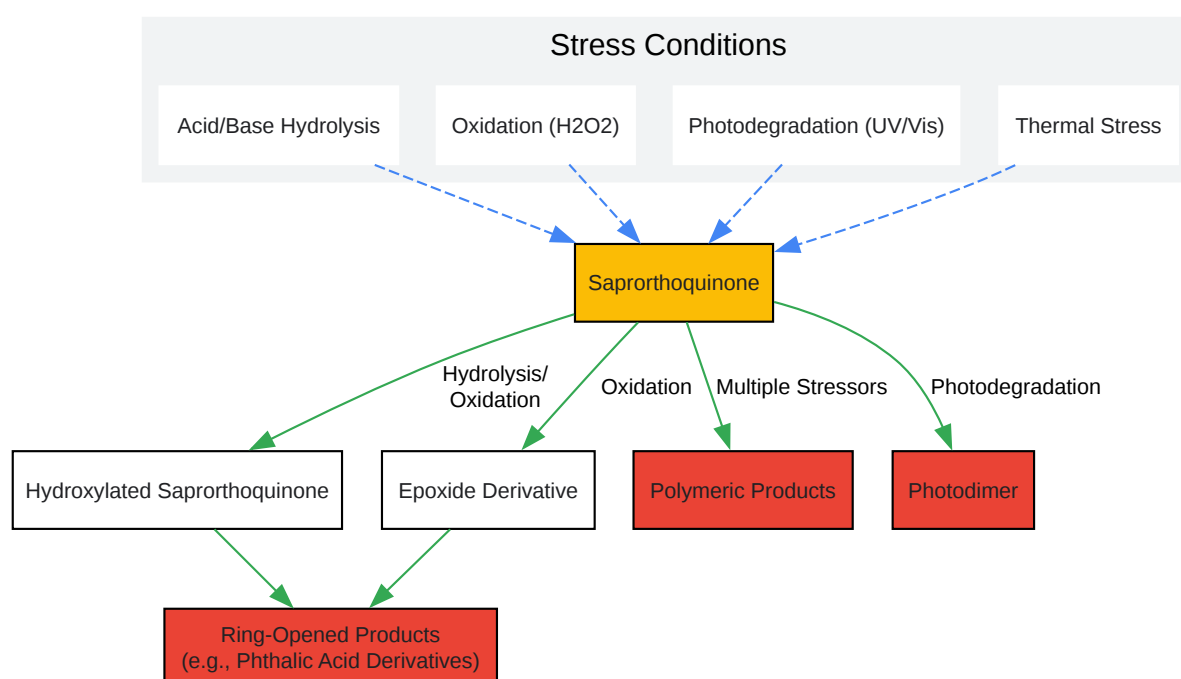 Stress Conditions
Acid/Base Hydrolysis
Oxidation (H2O2)
Photodegradation (UV/Vis)
Thermal Stress
Saprorthoquinone
Hydrolysis/
Oxidation
Oxidation
Multiple Stressors
Photodegradation
Hydroxylated Saprorthoquinone
Epoxide Derivative
Polymeric Products
Photodimer
Ring-Opened Products
(e.g., Phthalic Acid Derivatives)